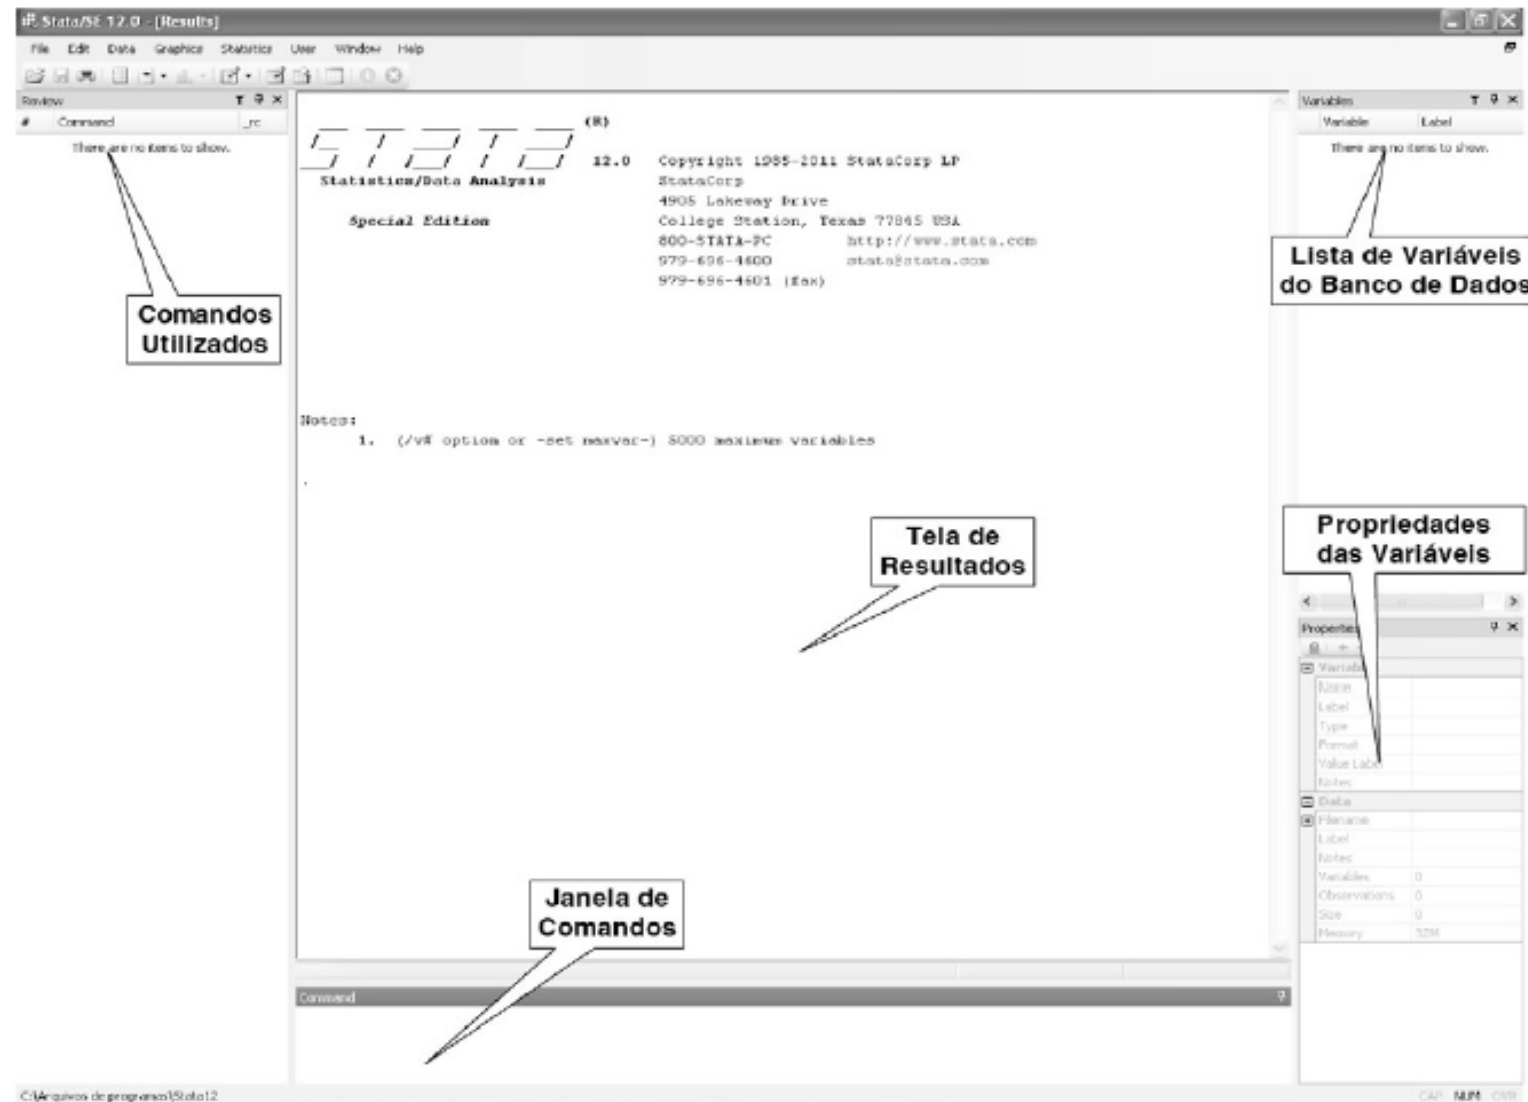 Stata/SE 12.0 - [Results]
File Edit Data Graphics Statistics User Window Help
Review
# Command _rc
There are no items to show.
Comandos
Utilizados
(R)
STATA
12.0 Copyright 1985-2011 StataCorp LP
Statistics/Data Analysis StataCorp
4905 Lakeway Drive
Special Edition College Station, Texas 77845 USA
800-STATA-PC http://www.stata.com
979-696-4600 stata@stata.com
979-696-4601 (fax)
Notes:
1. (/v# option or -set maxvar-) 5000 maximum variables
.
Tela de
Resultados
Janela de
Comandos
Command
Variables
Variable Label
There are no items to show.
Lista de Variáveis
do Banco de Dados
Propriedades
das Variáveis
Properties
Name
Label
Type
Format
Value Label
Notes
Data
Filename
Label
Notes
Variables 0
Observations 0
Size 0
Memory 32M
C:\Arquivos de programas\Stata12
CAP NUM OVR